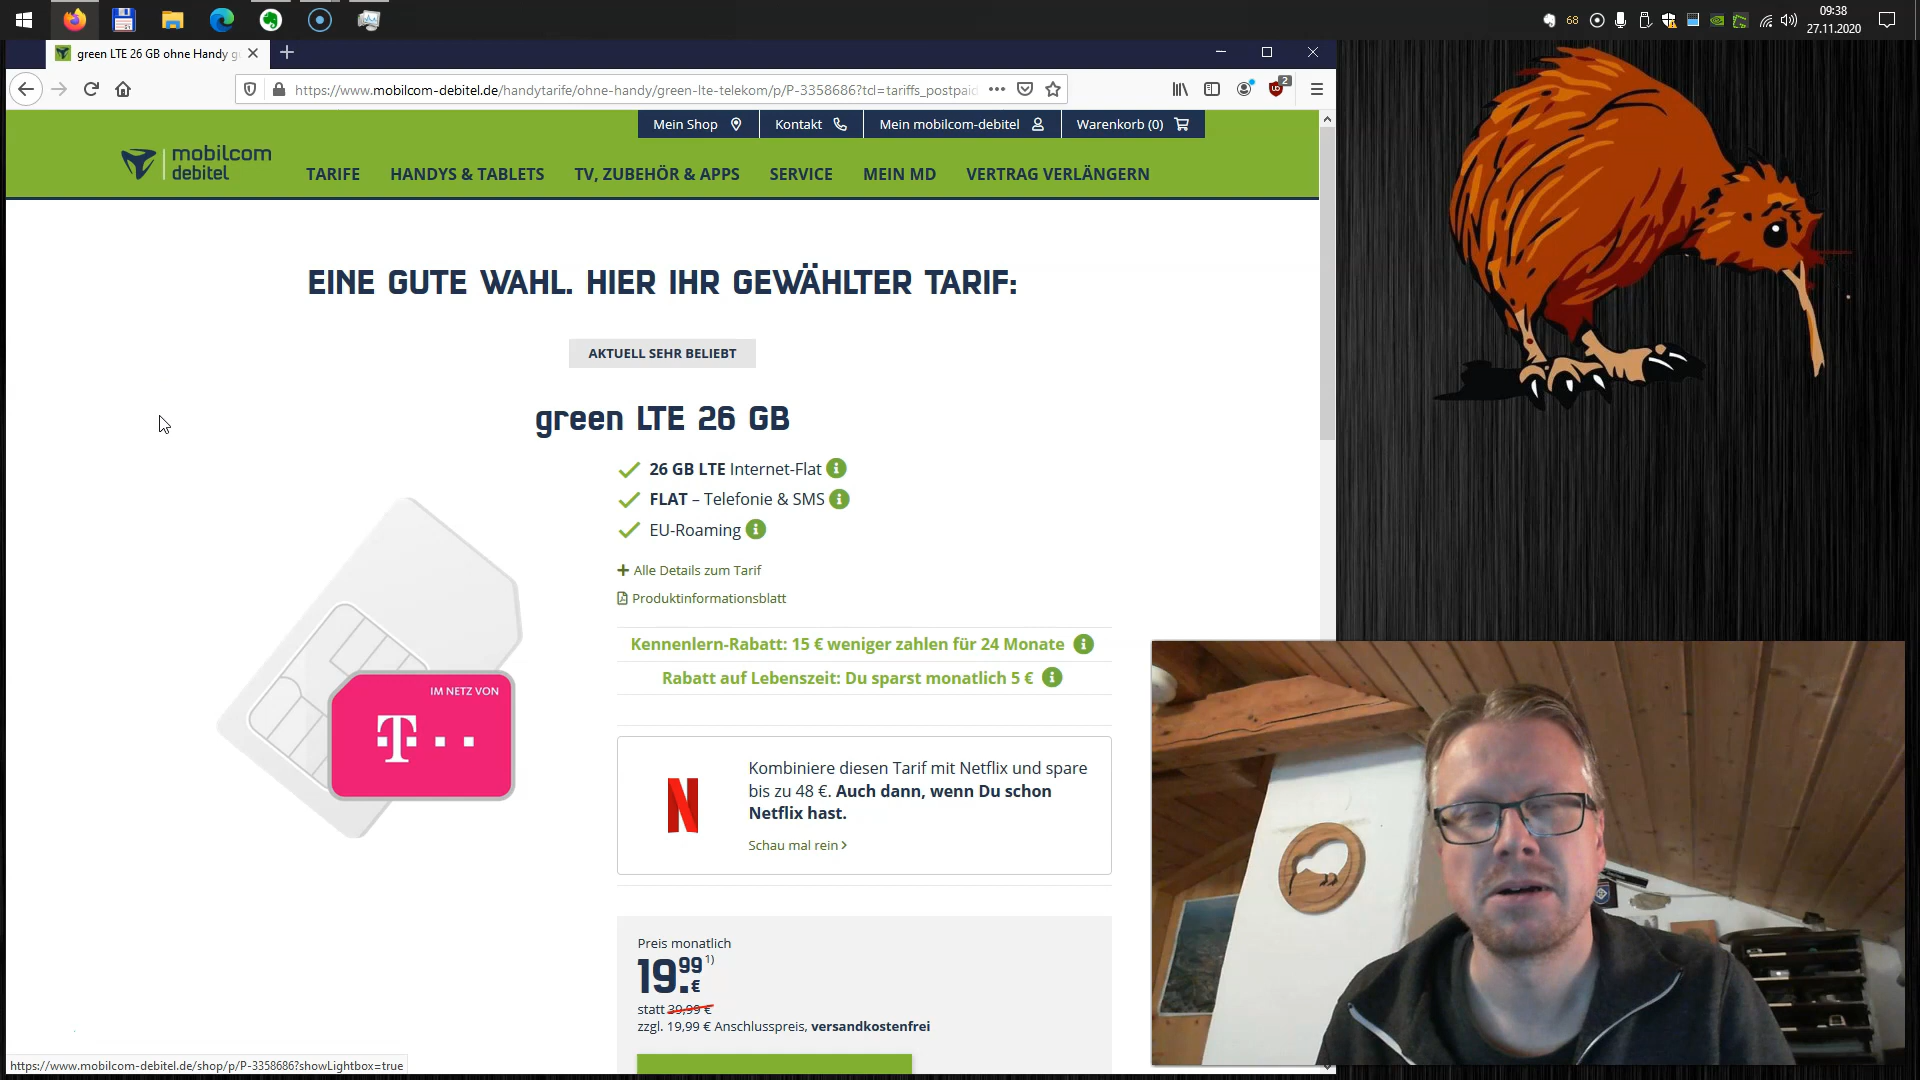 68
09:38
27.11.2020
green LTE 26 GB ohne Handy g
https://www.mobilcom-debitel.de/handytarife/ohne-handy/green-lte-telekom/p/P-3358686?tcl=tariffs_postpaid
2
Mein Shop
Kontakt
Mein mobilcom-debitel
Warenkorb (0)
mobilcom
debitel
TARIFE
HANDYS & TABLETS
TV, ZUBEHÖR & APPS
SERVICE
MEIN MD
VERTRAG VERLÄNGERN
EINE GUTE WAHL. HIER IHR GEWÄHLTER TARIF:
AKTUELL SEHR BELIEBT
green LTE 26 GB
26 GB LTE Internet-Flat
FLAT – Telefonie & SMS
EU-Roaming
Alle Details zum Tarif
Produktinformationsblatt
Kennenlern-Rabatt: 15 € weniger zahlen für 24 Monate
Rabatt auf Lebenszeit: Du sparst monatlich 5 €
IM NETZ VON
T
N
Kombiniere diesen Tarif mit Netflix und spare
bis zu 48 €. Auch dann, wenn Du schon
Netflix hast.
Schau mal rein
Preis monatlich
19.99 € 1)
statt 39,99 €
zzgl. 19,99 € Anschlusspreis, versandkostenfrei
https://www.mobilcom-debitel.de/shop/p/P-3358686?showLightbox=true